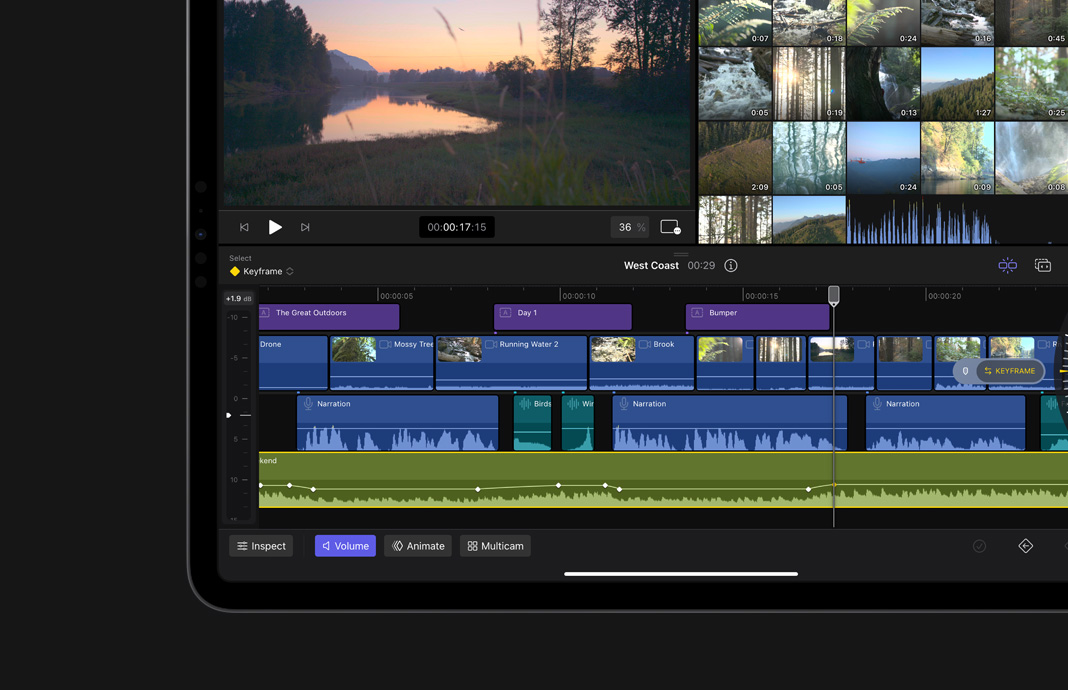 0:07
0:18
0:24
0:16
0:45
0:05
0:19
0:13
1:27
0:25
2:09
0:05
0:24
0:09
0:08
00:00:17:15
36 %
Select
Keyframe
West Coast 00:29
+1.9 dB
00:00:05
00:00:10
00:00:15
00:00:20
-10
-5
0
5
10
15
A The Great Outdoors
A Day 1
A Bumper
Drone
Mossy Tree
Running Water 2
Brook
KEYFRAME
Narration
Birds
Wir
Narration
Narration
kend
Inspect
Volume
Animate
Multicam